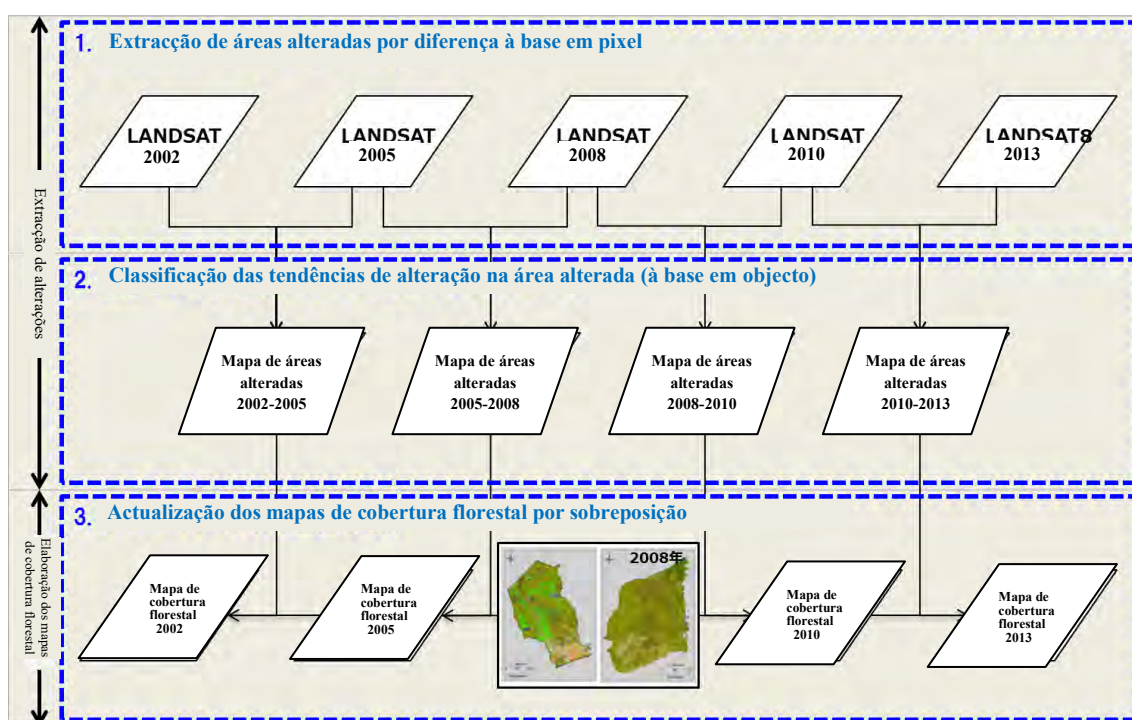 1. Extracção de áreas alteradas por diferença à base em pixel
LANDSAT
2002
LANDSAT
2005
LANDSAT
2008
LANDSAT
2010
LANDSAT8
2013
Extracção de alterações
2. Classificação das tendências de alteração na área alterada (à base em objecto)
Mapa de áreas
alteradas
2002-2005
Mapa de áreas
alteradas
2005-2008
Mapa de áreas
alteradas
2008-2010
Mapa de áreas
alteradas
2010-2013
3. Actualização dos mapas de cobertura florestal por sobreposição
Elaboração dos mapas
de cobertura florestal
Mapa de
cobertura
florestal
2002
Mapa de
cobertura
florestal
2005
2008年
Mapa de
cobertura
florestal
2010
Mapa de
cobertura
florestal
2013